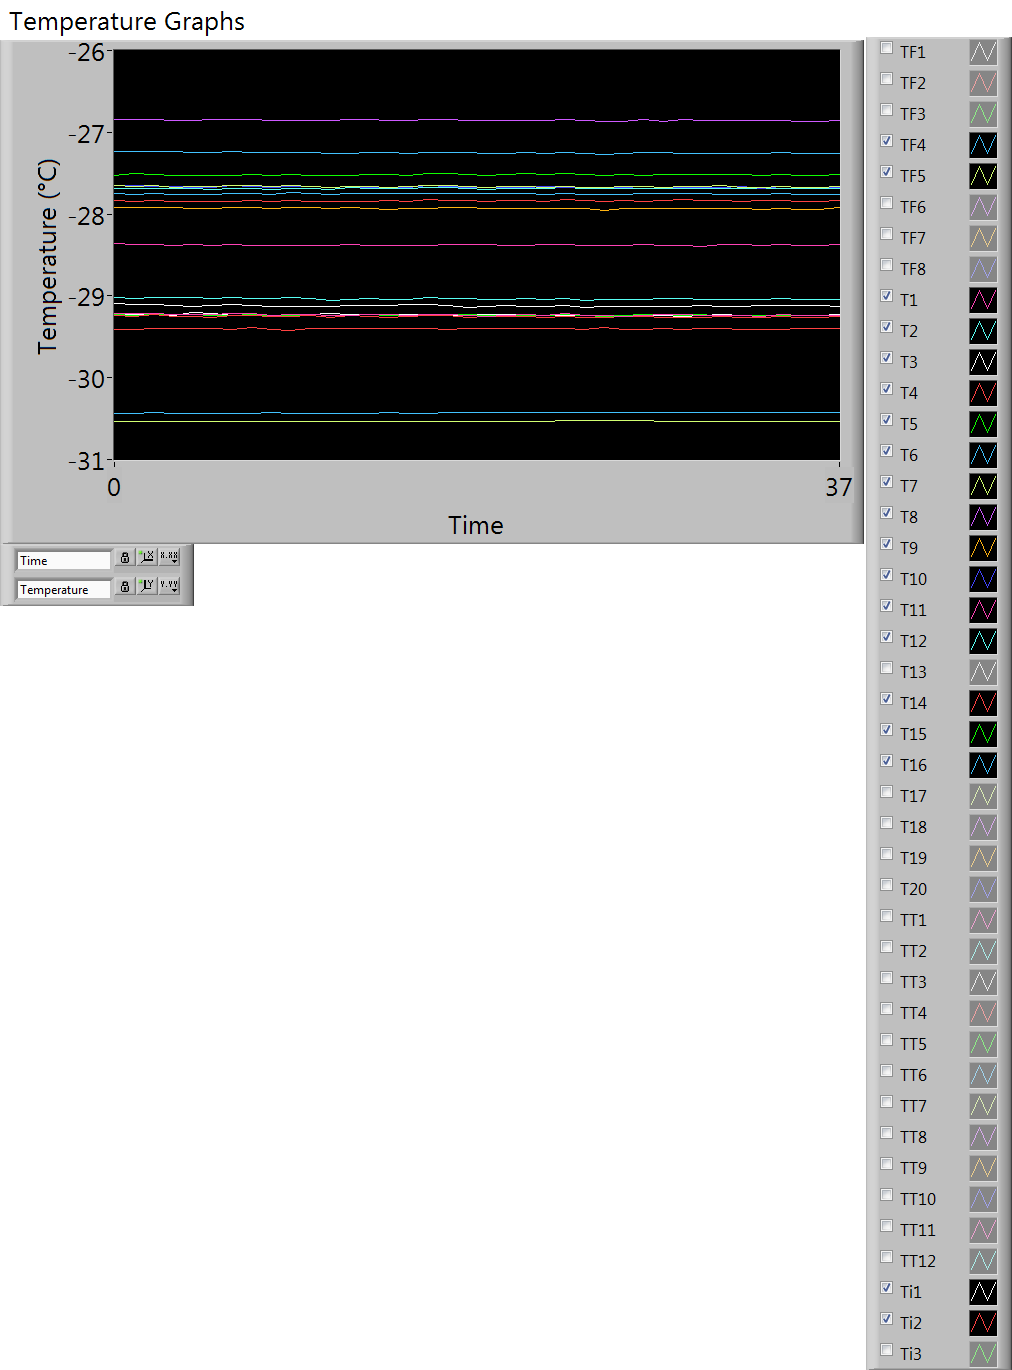 Temperature Graphs
-26
-27
-28
-29
-30
-31
Temperature (°C)
0
37
Time
Time
X.XX
Temperature
Y.YY
TF1
TF2
TF3
TF4
TF5
TF6
TF7
TF8
T1
T2
T3
T4
T5
T6
T7
T8
T9
T10
T11
T12
T13
T14
T15
T16
T17
T18
T19
T20
TT1
TT2
TT3
TT4
TT5
TT6
TT7
TT8
TT9
TT10
TT11
TT12
Ti1
Ti2
Ti3